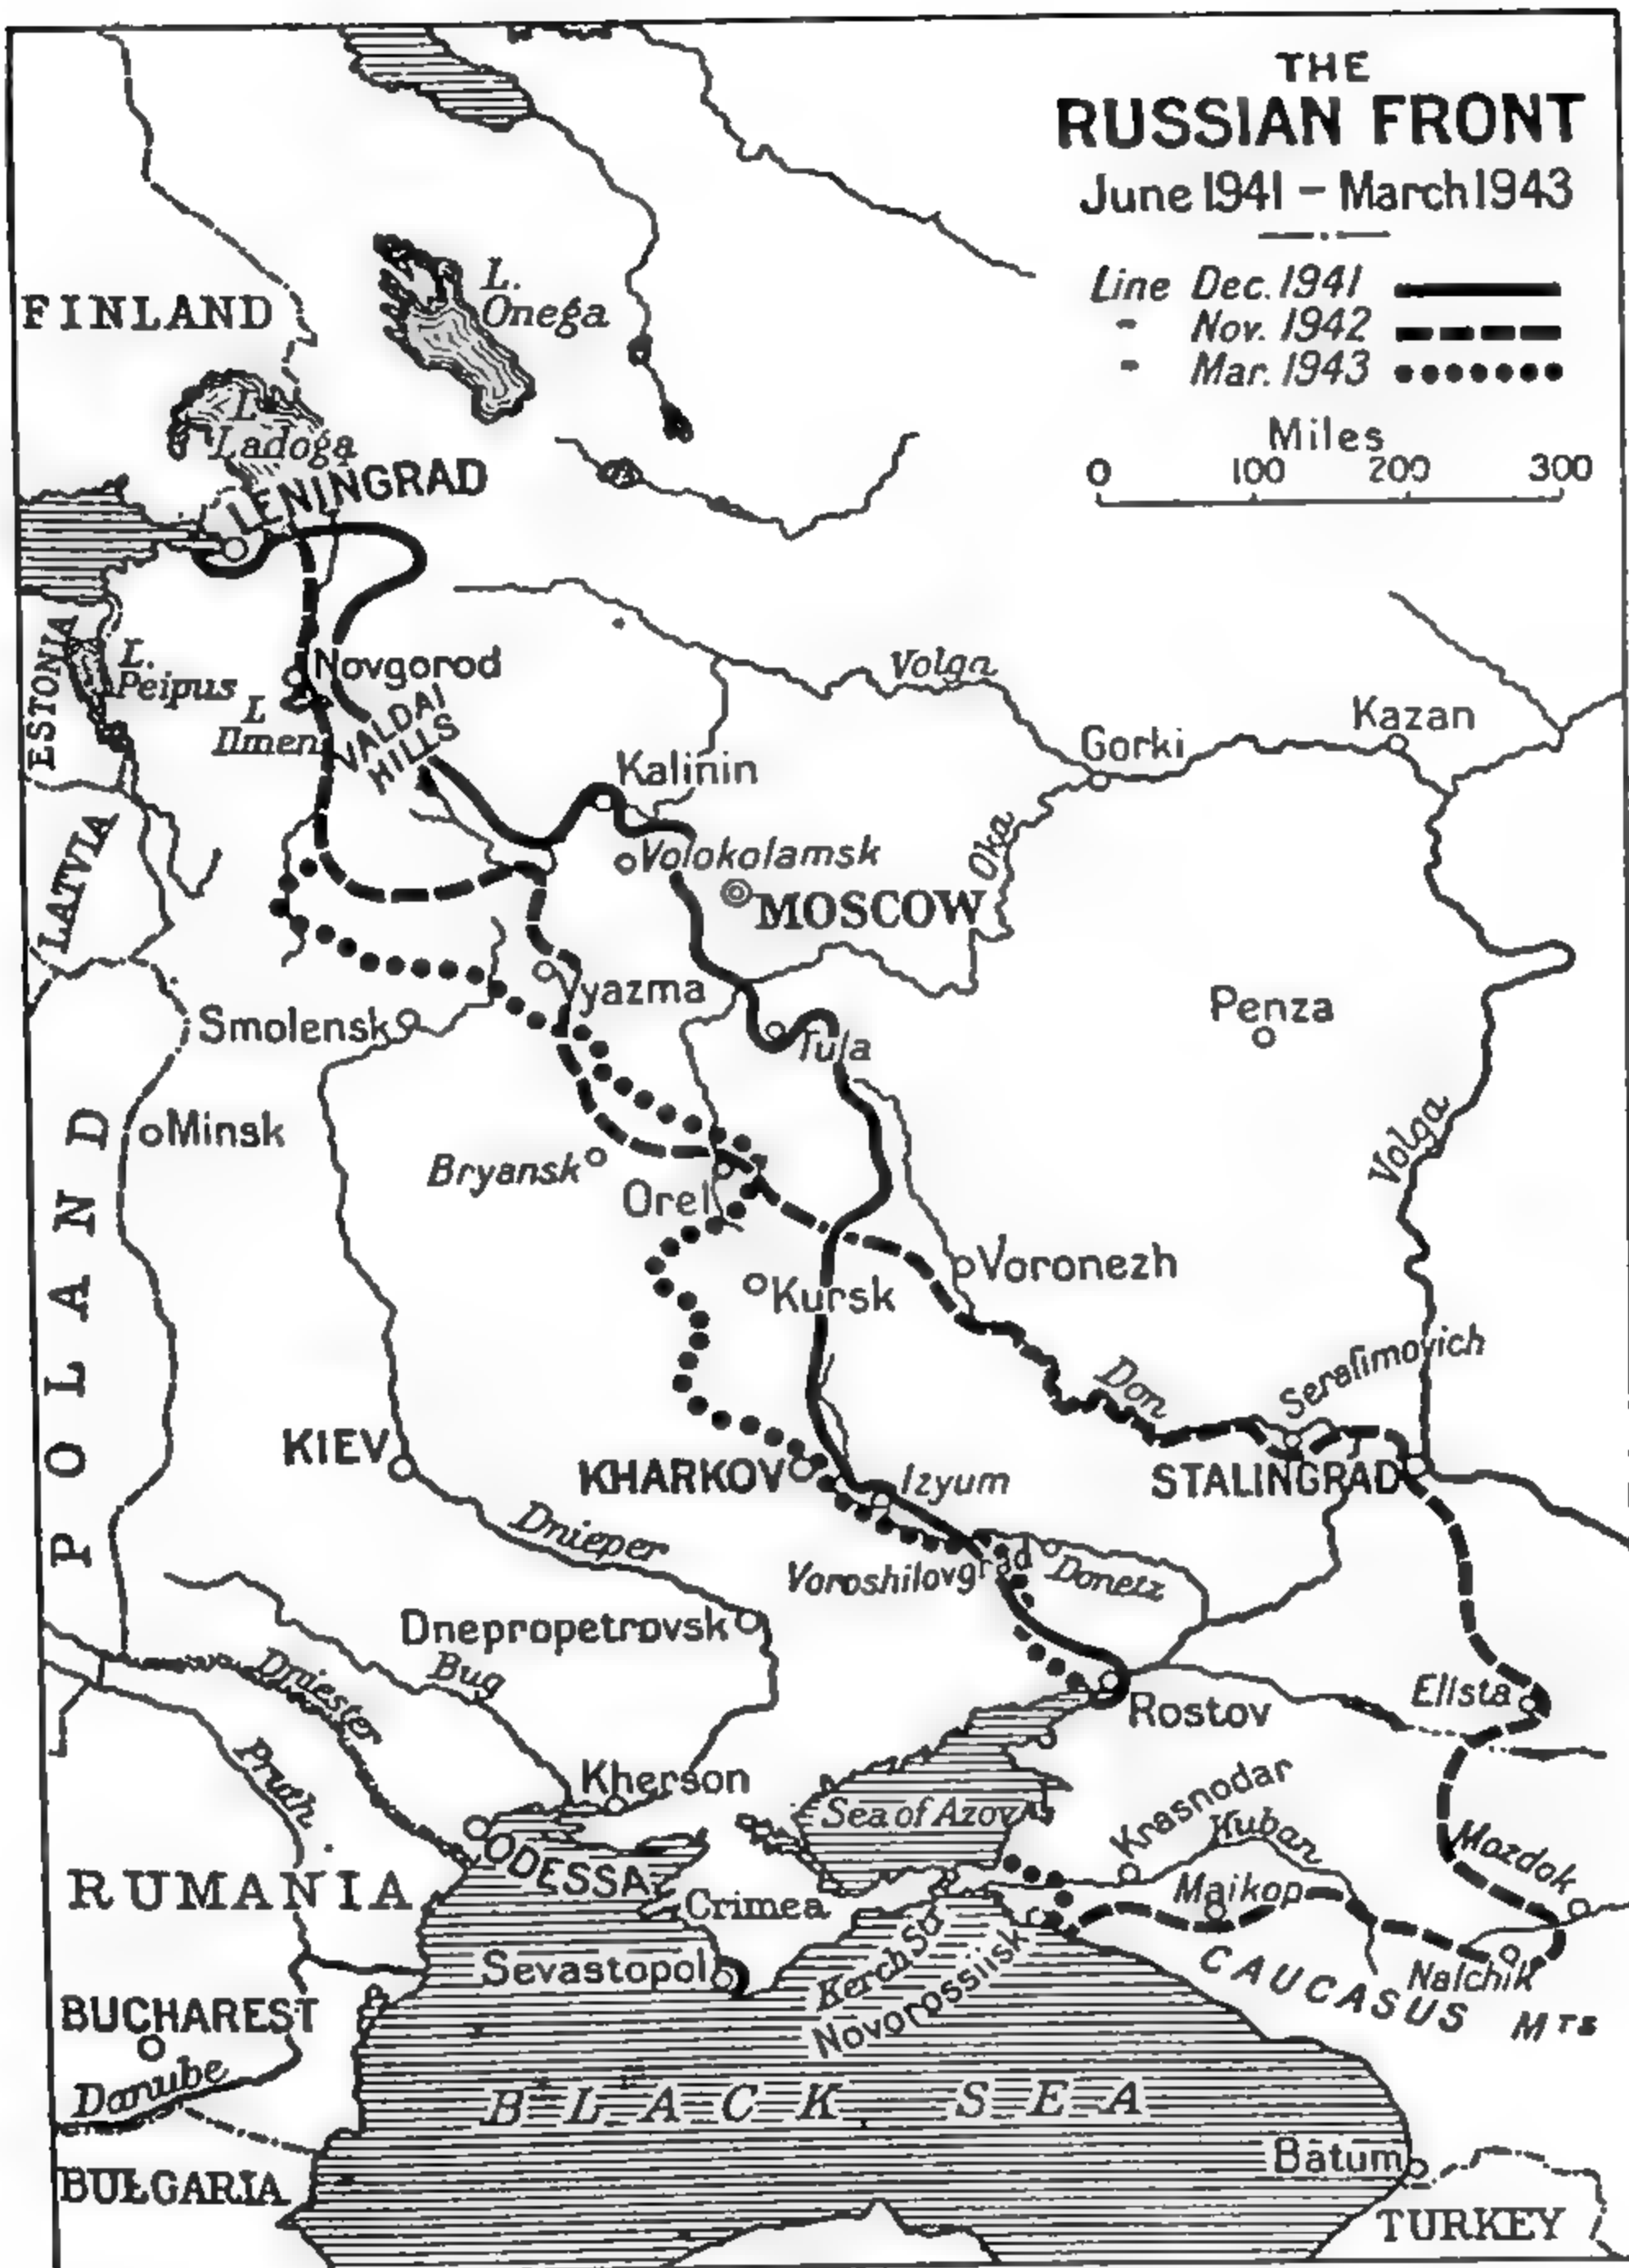 THE
RUSSIAN FRONT
June 1941 – March 1943
Line Dec. 1941
" Nov. 1942
" Mar. 1943
Miles
0 100 200 300
FINLAND
L. Onega
L. Ladoga
LENINGRAD
ESTONIA
L. Peipus
Novgorod
L. Ilmen
VALDAI HILLS
Volga
Kazan
Gorki
Kalinin
Oka
LATVIA
Volokolamsk
MOSCOW
Vyazma
Smolensk
Tula
Penza
POLAND
Minsk
Volga
Bryansk
Orel
Kursk
Voronezh
Don
Serafimovich
KIEV
KHARKOV
Izyum
STALINGRAD
Dnieper
Voroshilovgrad
Donetz
Dnepropetrovsk
Dniester
Bug
Elista
Rostov
Pruth
Kherson
Sea of Azov
Krasnodar
Kuban
Mozdok
ODESSA
RUMANIA
Crimea
Maikop
Sevastopol
Kerch Sd
Novorossiisk
CAUCASUS MTS
Nalchik
BUCHAREST
Danube
BLACK SEA
Batum
BULGARIA
TURKEY